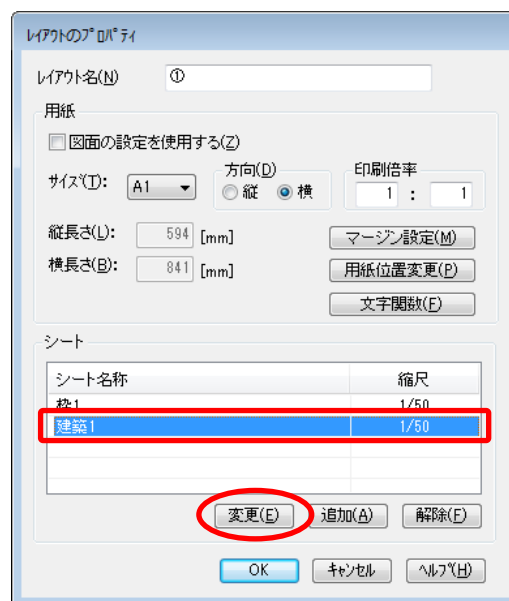 レイアウトのプロパティ
レイアウト名(N) ①
用紙
図面の設定を使用する(Z)
サイズ(T): A1 方向(D) 縦 横 印刷倍率 1 : 1
縦長さ(L): 594 [mm] マージン設定(M)
横長さ(B): 841 [mm] 用紙位置変更(P)
文字関数(F)
シート
シート名称 縮尺
枠1 1/50
建築1 1/50
変更(E) 追加(A) 解除(F)
OK キャンセル ヘルプ(H)